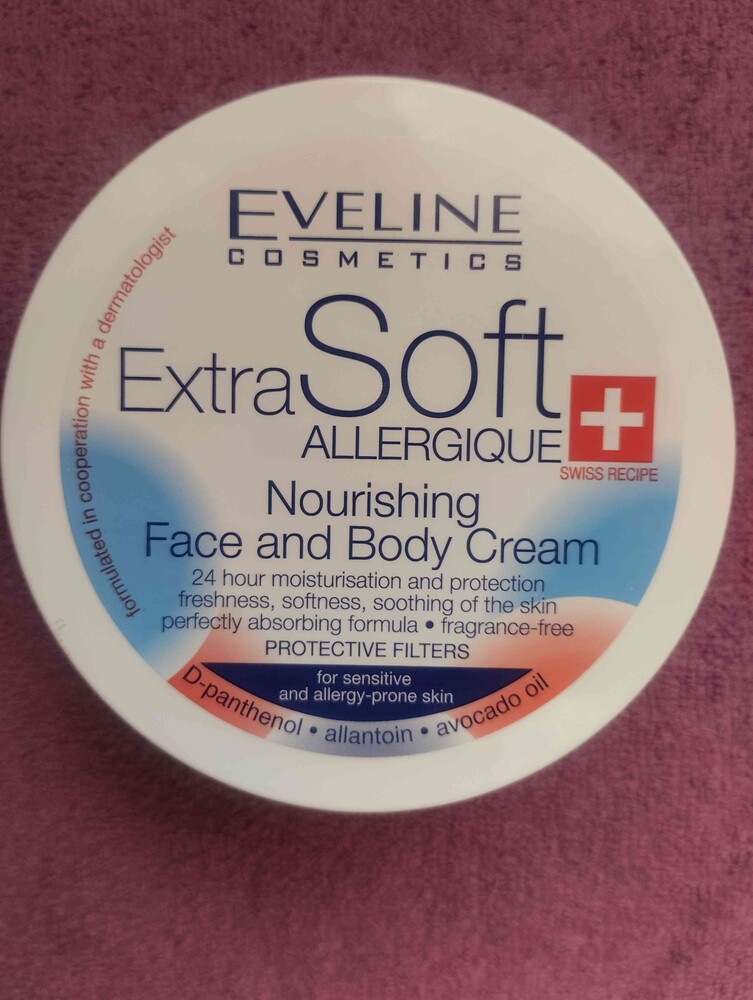 EVELINE
COSMETICS
formulated in cooperation with a dermatologist
Extra Soft
ALLERGIQUE
SWISS RECIPE
Nourishing
Face and Body Cream
24 hour moisturisation and protection
freshness, softness, soothing of the skin
perfectly absorbing formula • fragrance-free
PROTECTIVE FILTERS
for sensitive
and allergy-prone skin
D-panthenol • allantoin • avocado oil